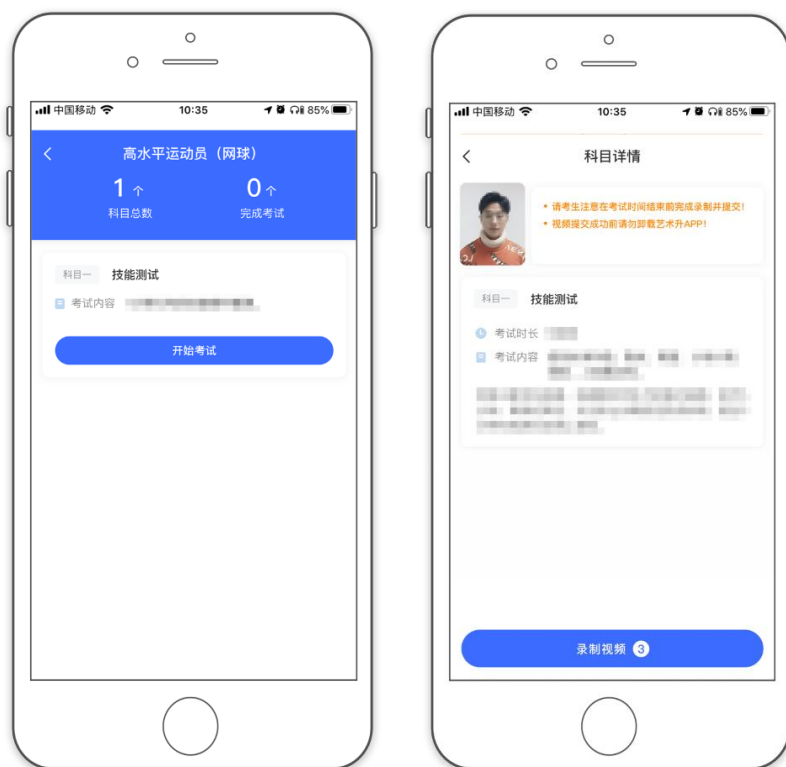 中国移动 10:35 85%
高水平运动员（网球）
1 个 0 个
科目总数 完成考试
科目一 技能测试
考试内容
开始考试
中国移动 10:35 85%
科目详情
• 请考生注意在考试时间结束前完成录制并提交！
• 视频提交成功前请勿卸载艺术升APP！
科目一 技能测试
考试时长
考试内容
录制视频 3